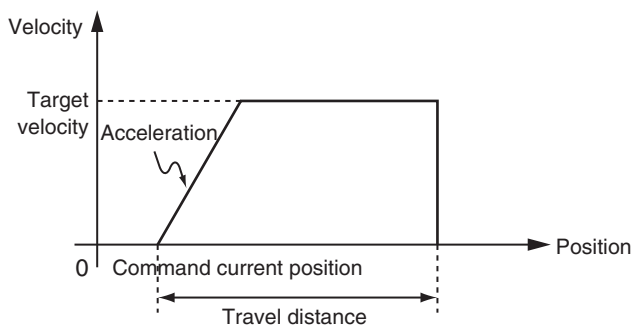 Velocity
Target
velocity
Acceleration
Position
0
Command current position
Travel distance